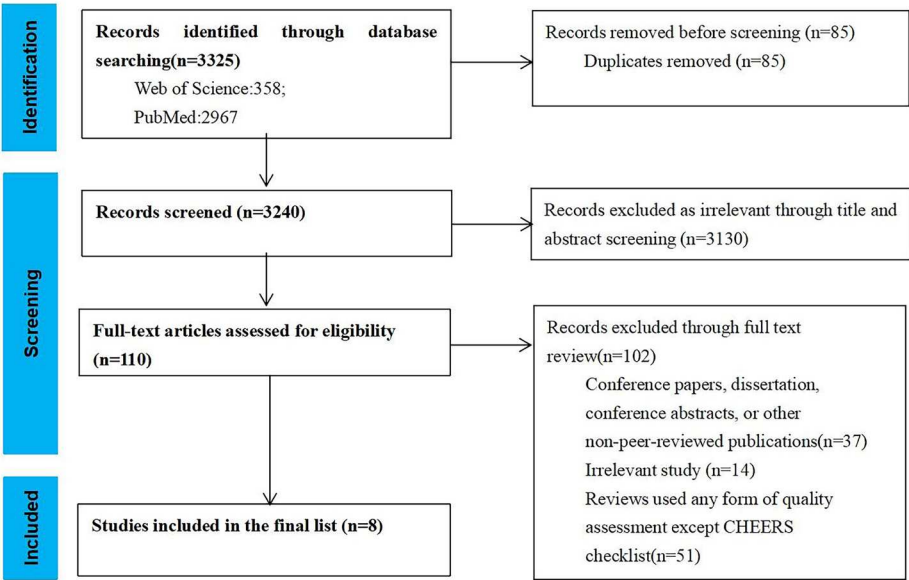 Identification
Records identified through database
searching(n=3325)
Web of Science:358;
PubMed:2967
Records removed before screening (n=85)
Duplicates removed (n=85)
Screening
Records screened (n=3240)
Records excluded as irrelevant through title and
abstract screening (n=3130)
Full-text articles assessed for eligibility
(n=110)
Records excluded through full text
review(n=102)
Conference papers, dissertation,
conference abstracts, or other
non-peer-reviewed publications(n=37)
Irrelevant study (n=14)
Reviews used any form of quality
assessment except CHEERS
checklist(n=51)
Included
Studies included in the final list (n=8)